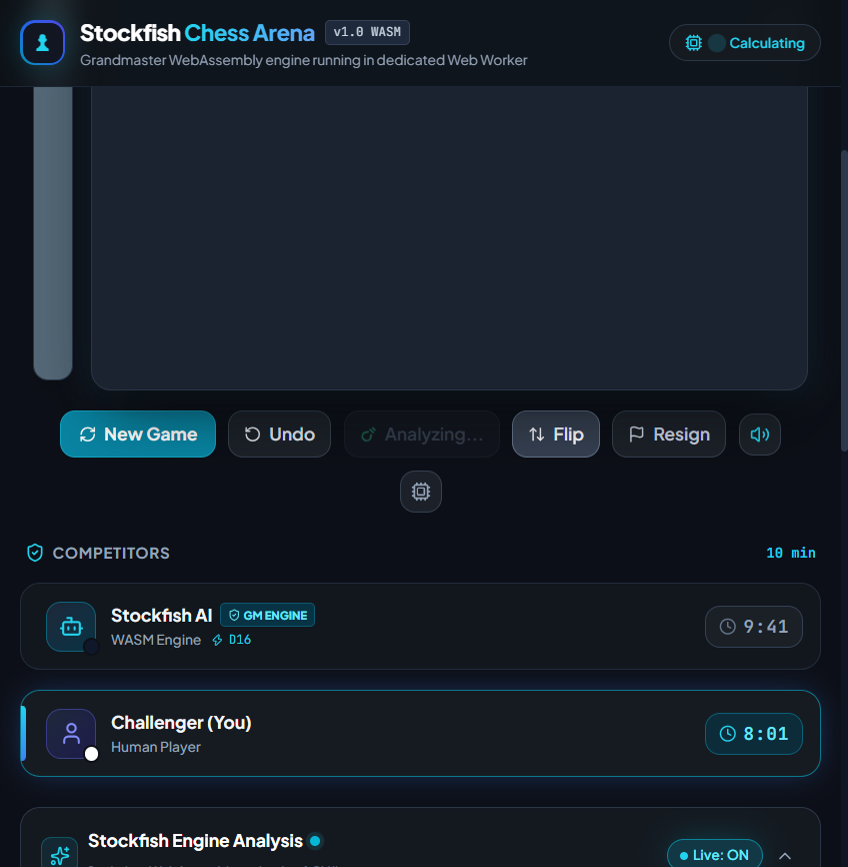 Stockfish Chess Arena v1.0 WASM
Grandmaster WebAssembly engine running in dedicated Web Worker
Calculating
New Game Undo Analyzing... Flip Resign
COMPETITORS 10 min
Stockfish AI GM ENGINE
WASM Engine D16
9:41
Challenger (You)
Human Player
8:01
Stockfish Engine Analysis
Live: ON